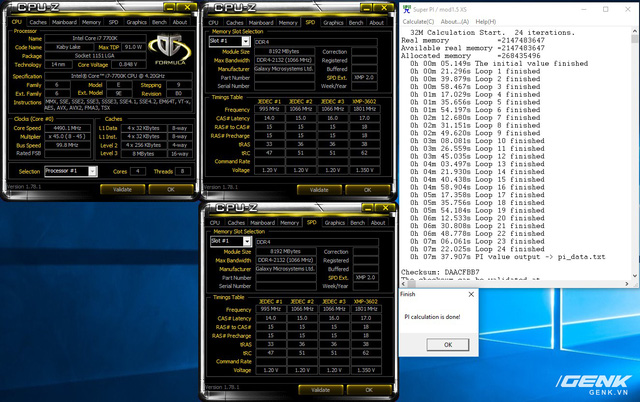 CPU-Z
CPU Caches Mainboard Memory SPD Graphics Bench About
Processor
Name Intel Core i7 7700K
Code Name Kaby Lake Max TDP 91.0 W
Package Socket 1151 LGA
Technology 14 nm Core Voltage 0.848 V
FORMULA
Specification Intel® Core™ i7-7700K CPU @ 4.20GHz
Family 6 Model E Stepping 9
Ext. Family 6 Ext. Model 9E Revision B0
Instructions MMX, SSE, SSE2, SSE3, SSSE3, SSE4.1, SSE4.2, EM64T, VT-x,
AES, AVX, AVX2, FMA3, TSX
Clocks (Core #0) Caches
Core Speed 4490.1 MHz L1 Data 4 x 32 KBytes 8-way
Multiplier x 45.0 ( 8 - 45 ) L1 Inst. 4 x 32 KBytes 8-way
Bus Speed 99.8 MHz Level 2 4 x 256 KBytes 4-way
Rated FSB Level 3 8 MBytes 16-way
Selection Processor #1 Cores 4 Threads 8
Version 1.78.1
Validate OK
CPU-Z
CPU Caches Mainboard Memory SPD Graphics Bench About
Memory Slot Selection
Slot #1 DDR4
Module Size 8192 MBytes Correction
Max Bandwidth DDR4-2132 (1066 MHz) Registered
Manufacturer Galaxy Microsystems Ltd. Buffered
Part Number SPD Ext. XMP 2.0
Serial Number Week/Year
Timings Table
JEDEC #1 JEDEC #2 JEDEC #3 XMP-3602
Frequency 995 MHz 1066 MHz 1066 MHz 1801 MHz
CAS# Latency 14.0 15.0 16.0 17.0
RAS# to CAS# 15 15 15 18
RAS# Precharge 15 15 15 18
tRAS 33 36 36 38
tRC 47 51 51 62
Command Rate
Voltage 1.20 V 1.20 V 1.20 V 1.350 V
Version 1.78.1
Validate OK
CPU-Z
CPU Caches Mainboard Memory SPD Graphics Bench About
Memory Slot Selection
Slot #1 DDR4
Module Size 8192 MBytes Correction
Max Bandwidth DDR4-2132 (1066 MHz) Registered
Manufacturer Galaxy Microsystems Ltd. Buffered
Part Number SPD Ext. XMP 2.0
Serial Number Week/Year
Timings Table
JEDEC #1 JEDEC #2 JEDEC #3 XMP-3602
Frequency 995 MHz 1066 MHz 1066 MHz 1801 MHz
CAS# Latency 14.0 15.0 16.0 17.0
RAS# to CAS# 15 15 15 18
RAS# Precharge 15 15 15 18
tRAS 33 36 36 38
tRC 47 51 51 62
Command Rate
Voltage 1.20 V 1.20 V 1.20 V 1.350 V
Version 1.78.1
Validate OK
Super PI / mod1.5 XS
Calculate(C) About...(A) Help(H)
32M Calculation Start. 24 iterations.
Real memory =2147483647
Available real memory =2147483647
Allocated memory =268435496
0h 00m 05.149s The initial value finished
0h 00m 21.296s Loop 1 finished
0h 00m 39.879s Loop 2 finished
0h 00m 58.467s Loop 3 finished
0h 01m 17.029s Loop 4 finished
0h 01m 35.656s Loop 5 finished
0h 01m 54.197s Loop 6 finished
0h 02m 12.680s Loop 7 finished
0h 02m 31.151s Loop 8 finished
0h 02m 49.620s Loop 9 finished
0h 03m 08.081s Loop 10 finished
0h 03m 26.559s Loop 11 finished
0h 03m 45.035s Loop 12 finished
0h 04m 03.497s Loop 13 finished
0h 04m 21.930s Loop 14 finished
0h 04m 40.438s Loop 15 finished
0h 04m 58.904s Loop 16 finished
0h 05m 17.358s Loop 17 finished
0h 05m 35.756s Loop 18 finished
0h 05m 54.184s Loop 19 finished
0h 06m 12.533s Loop 20 finished
0h 06m 30.808s Loop 21 finished
0h 06m 48.778s Loop 22 finished
0h 07m 06.061s Loop 23 finished
0h 07m 22.025s Loop 24 finished
0h 07m 37.907s PI value output -> pi_data.txt
Checksum: DAACFBB7
The checksum can be validated at
Finish
PI calculation is done!
OK
GENK
GENK.VN